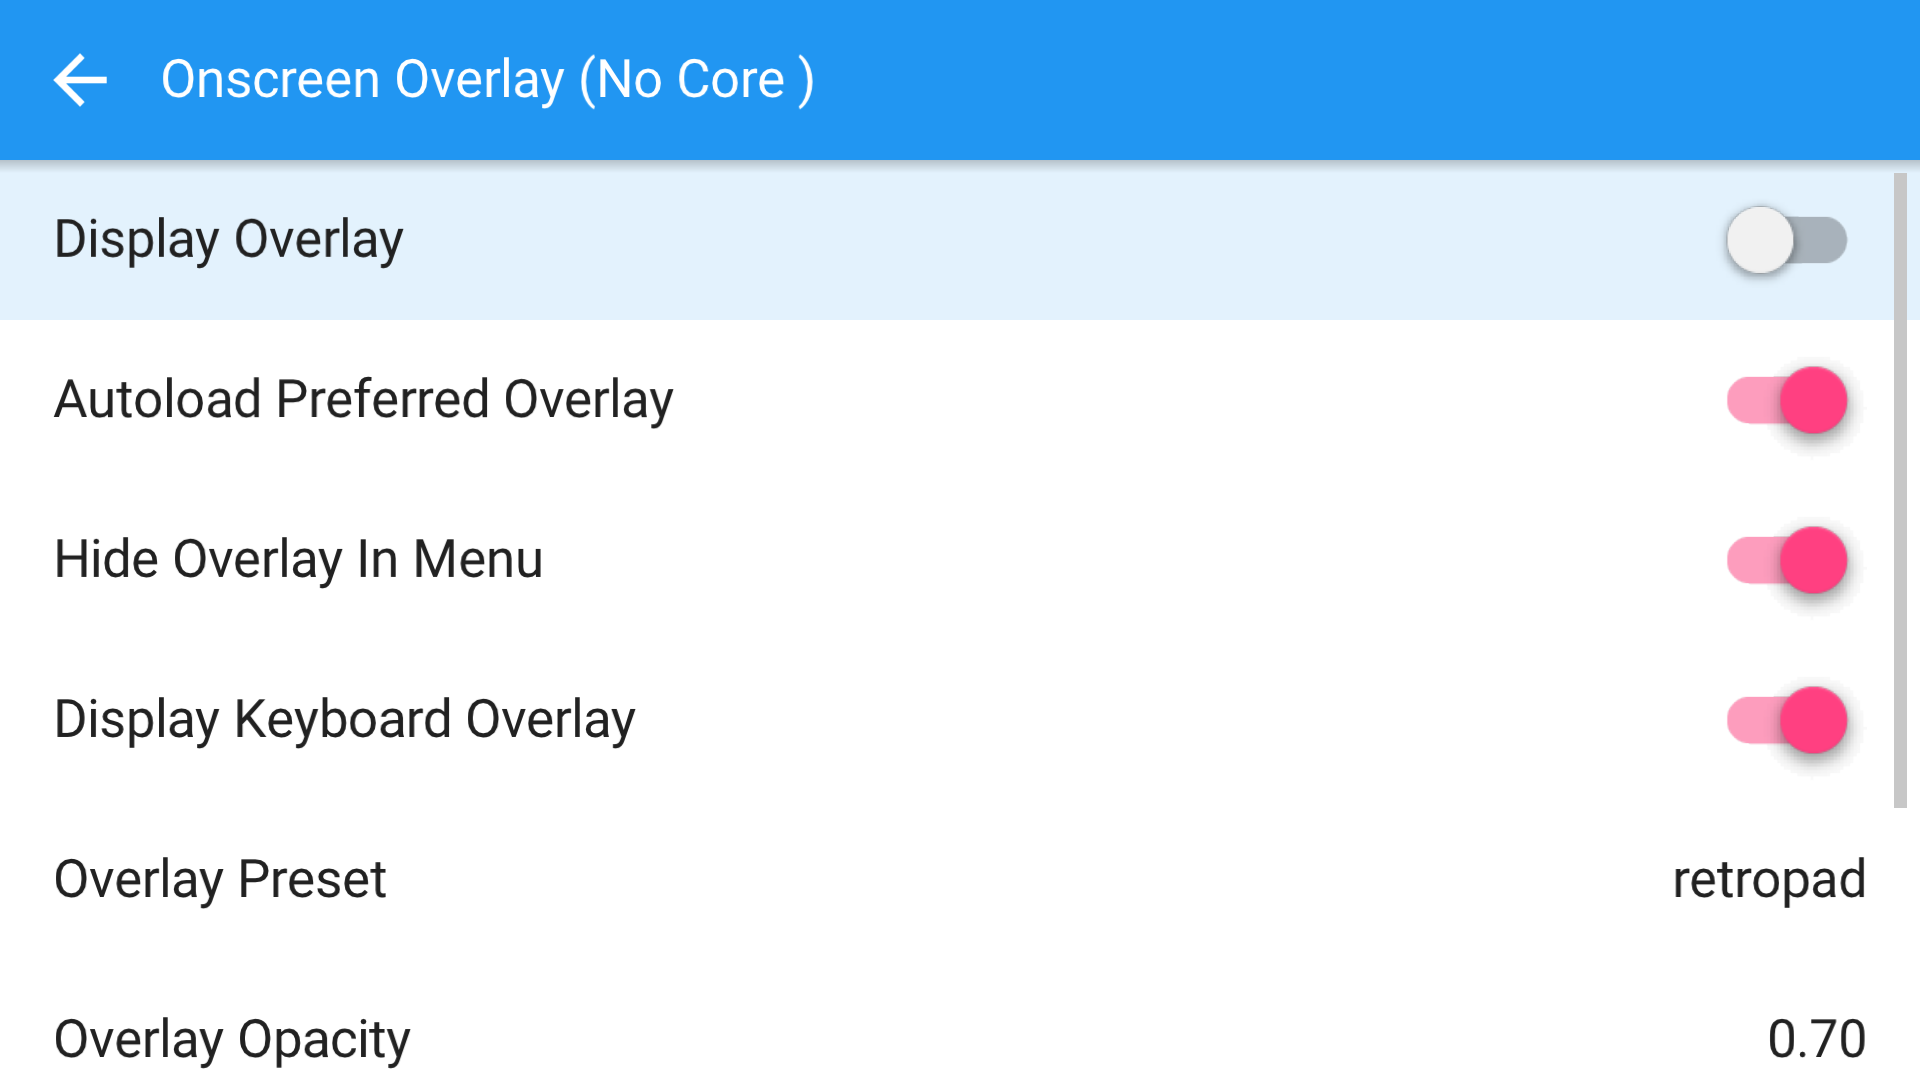 Onscreen Overlay (No Core )
Display Overlay
Autoload Preferred Overlay
Hide Overlay In Menu
Display Keyboard Overlay
Overlay Preset retropad
Overlay Opacity 0.70